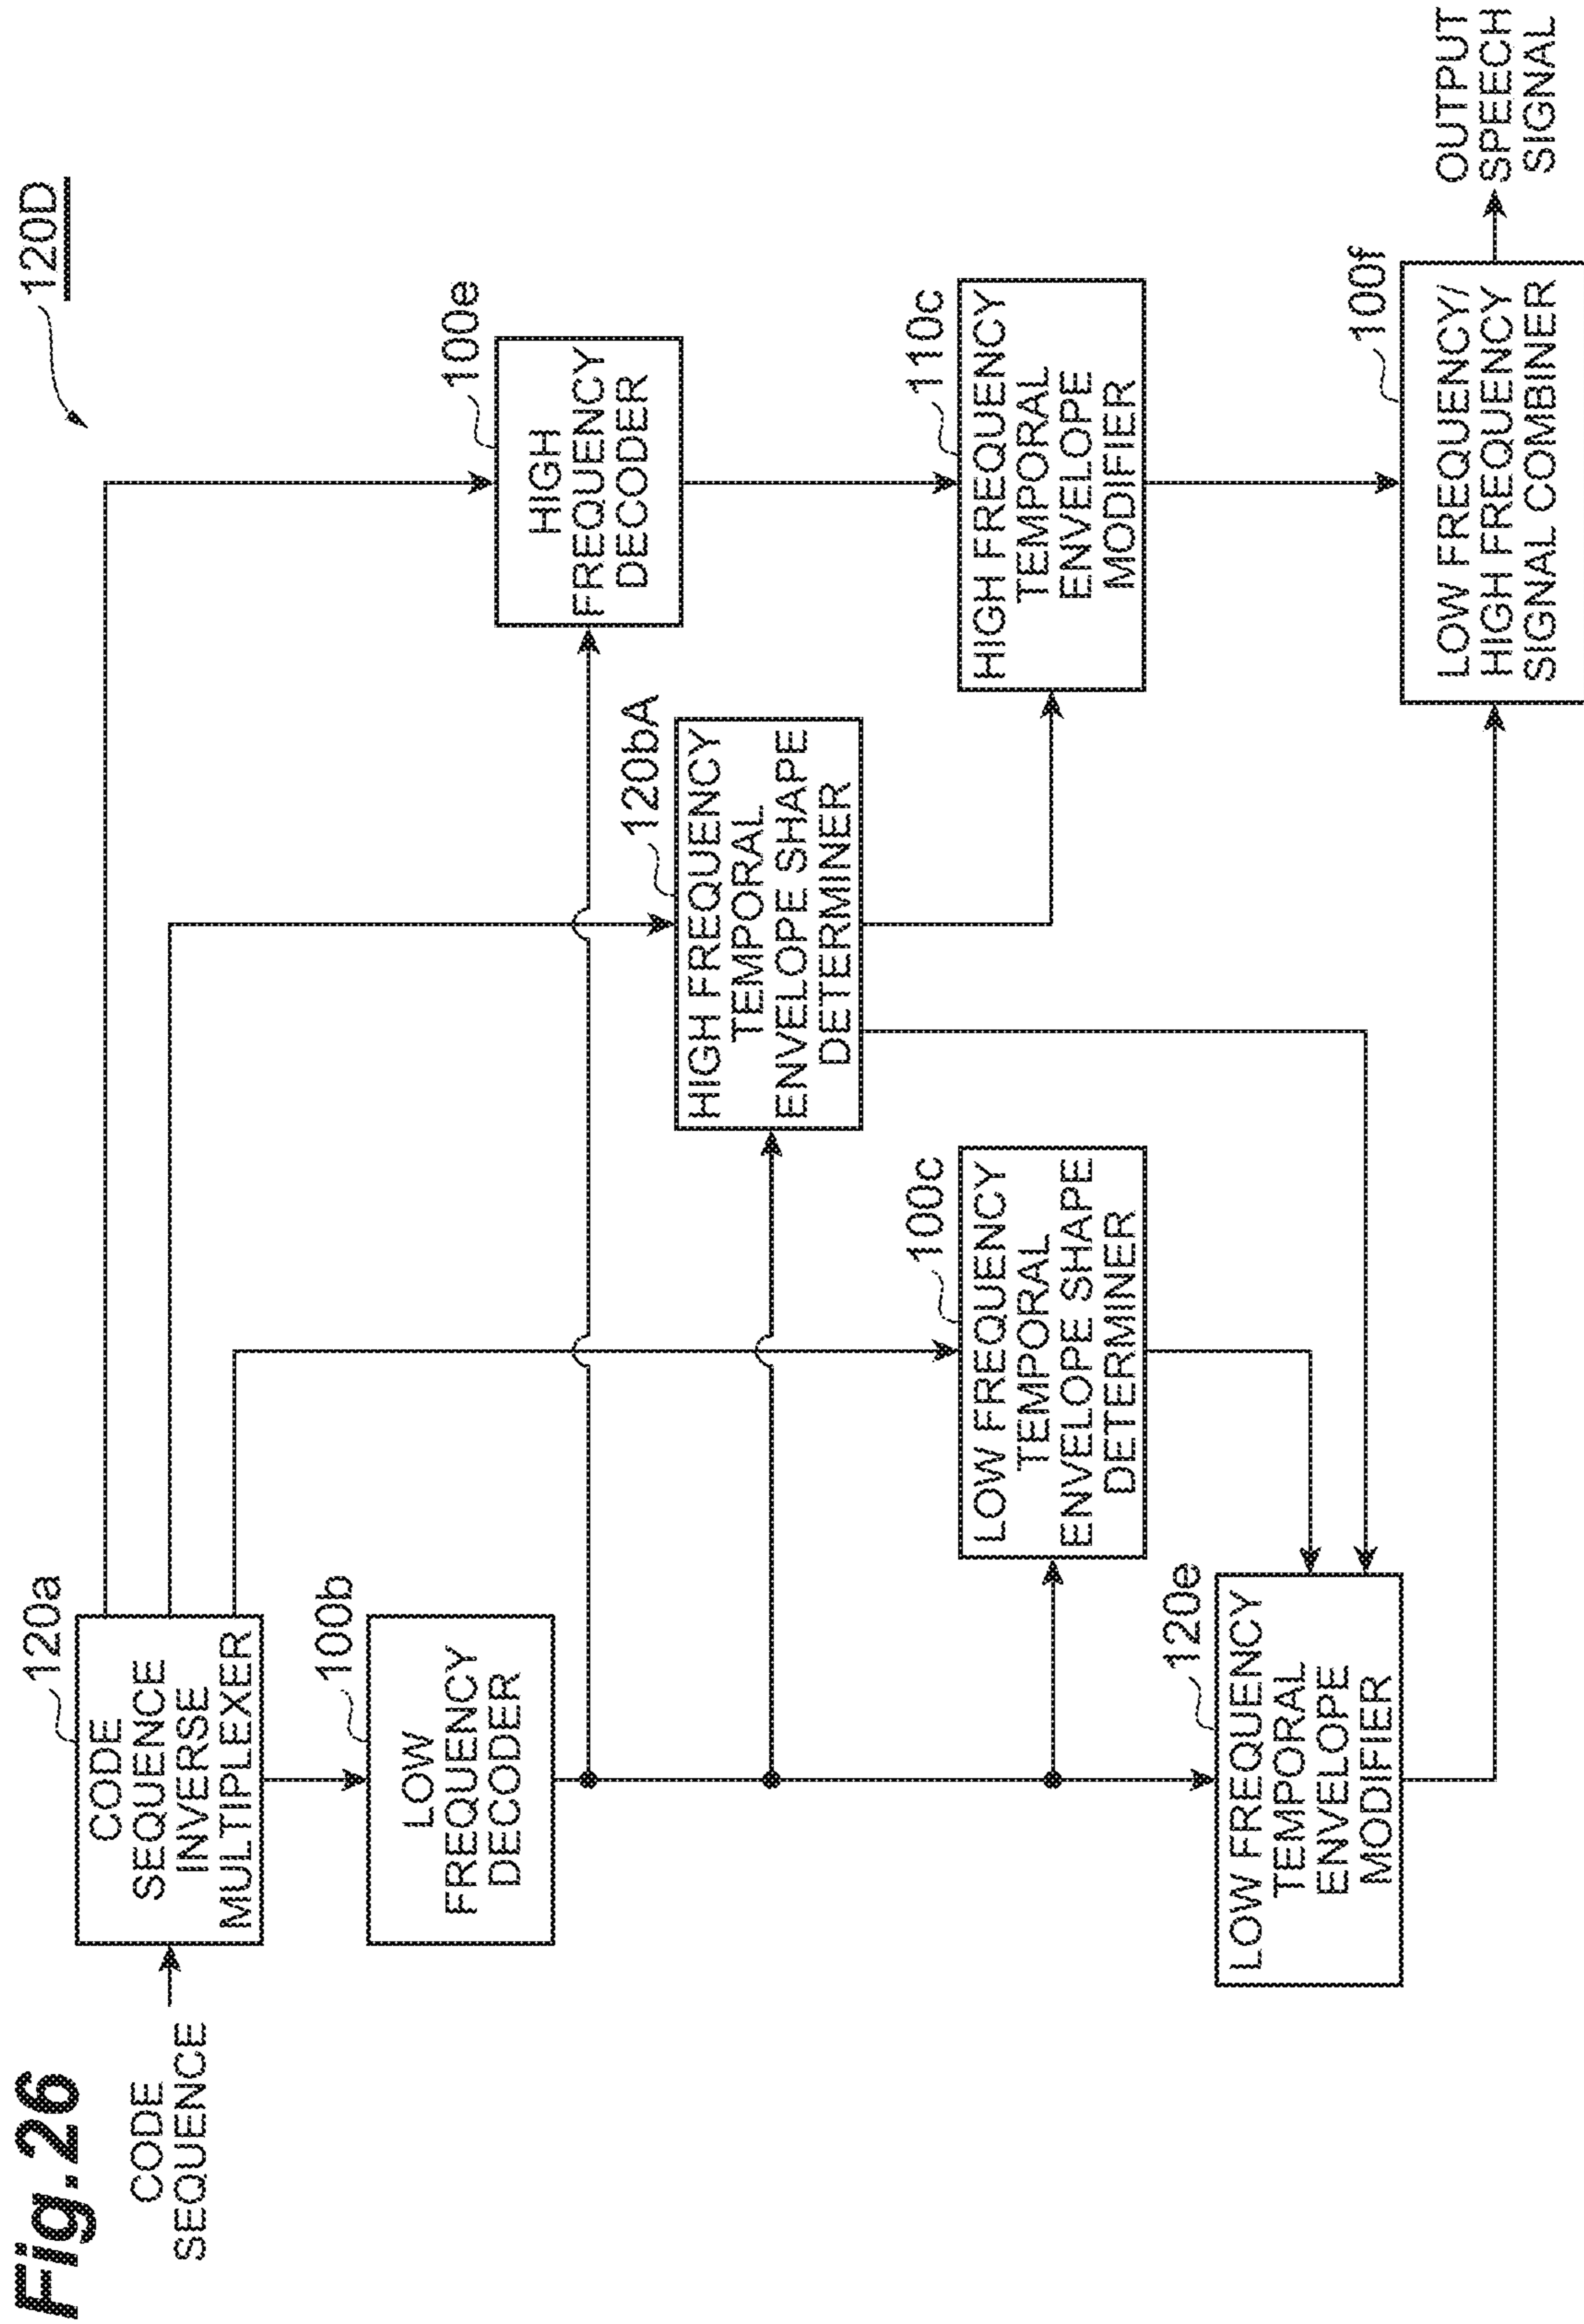 Fig.26
120D
CODE
SEQUENCE
120a
CODE
SEQUENCE
INVERSE
MULTIPLEXER
100b
LOW
FREQUENCY
DECODER
100e
HIGH
FREQUENCY
DECODER
120bA
HIGH FREQUENCY
TEMPORAL
ENVELOPE SHAPE
DETERMINER
100c
LOW FREQUENCY
TEMPORAL
ENVELOPE SHAPE
DETERMINER
110c
HIGH FREQUENCY
TEMPORAL
ENVELOPE
MODIFIER
120e
LOW FREQUENCY
TEMPORAL
ENVELOPE
MODIFIER
100f
LOW FREQUENCY/
HIGH FREQUENCY
SIGNAL COMBINER
OUTPUT
SPEECH
SIGNAL